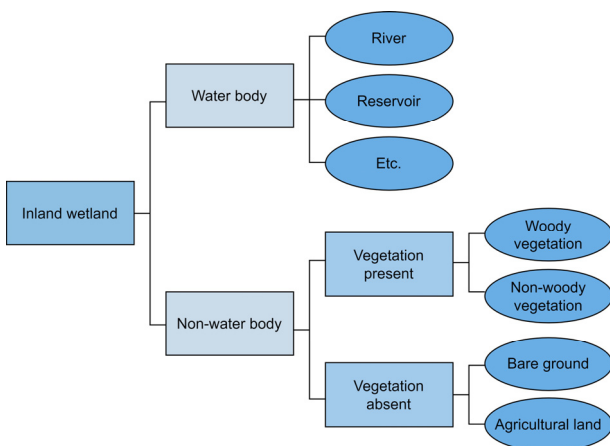 River
Water body
Reservoir
Etc.
Inland wetland
Woody
vegetation
Vegetation
present
Non-woody
vegetation
Non-water body
Bare ground
Vegetation
absent
Agricultural land